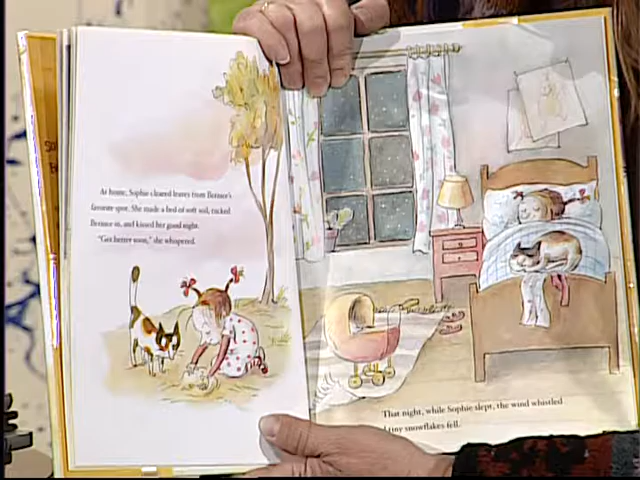 At home, Sophie cleared leaves from Bernice's
favorite spot. She made a bed of soft soil, tucked
Bernice in, and kissed her good night.
"Get better soon," she whispered.
That night, while Sophie slept, the wind whistled
tiny snowflakes fell.